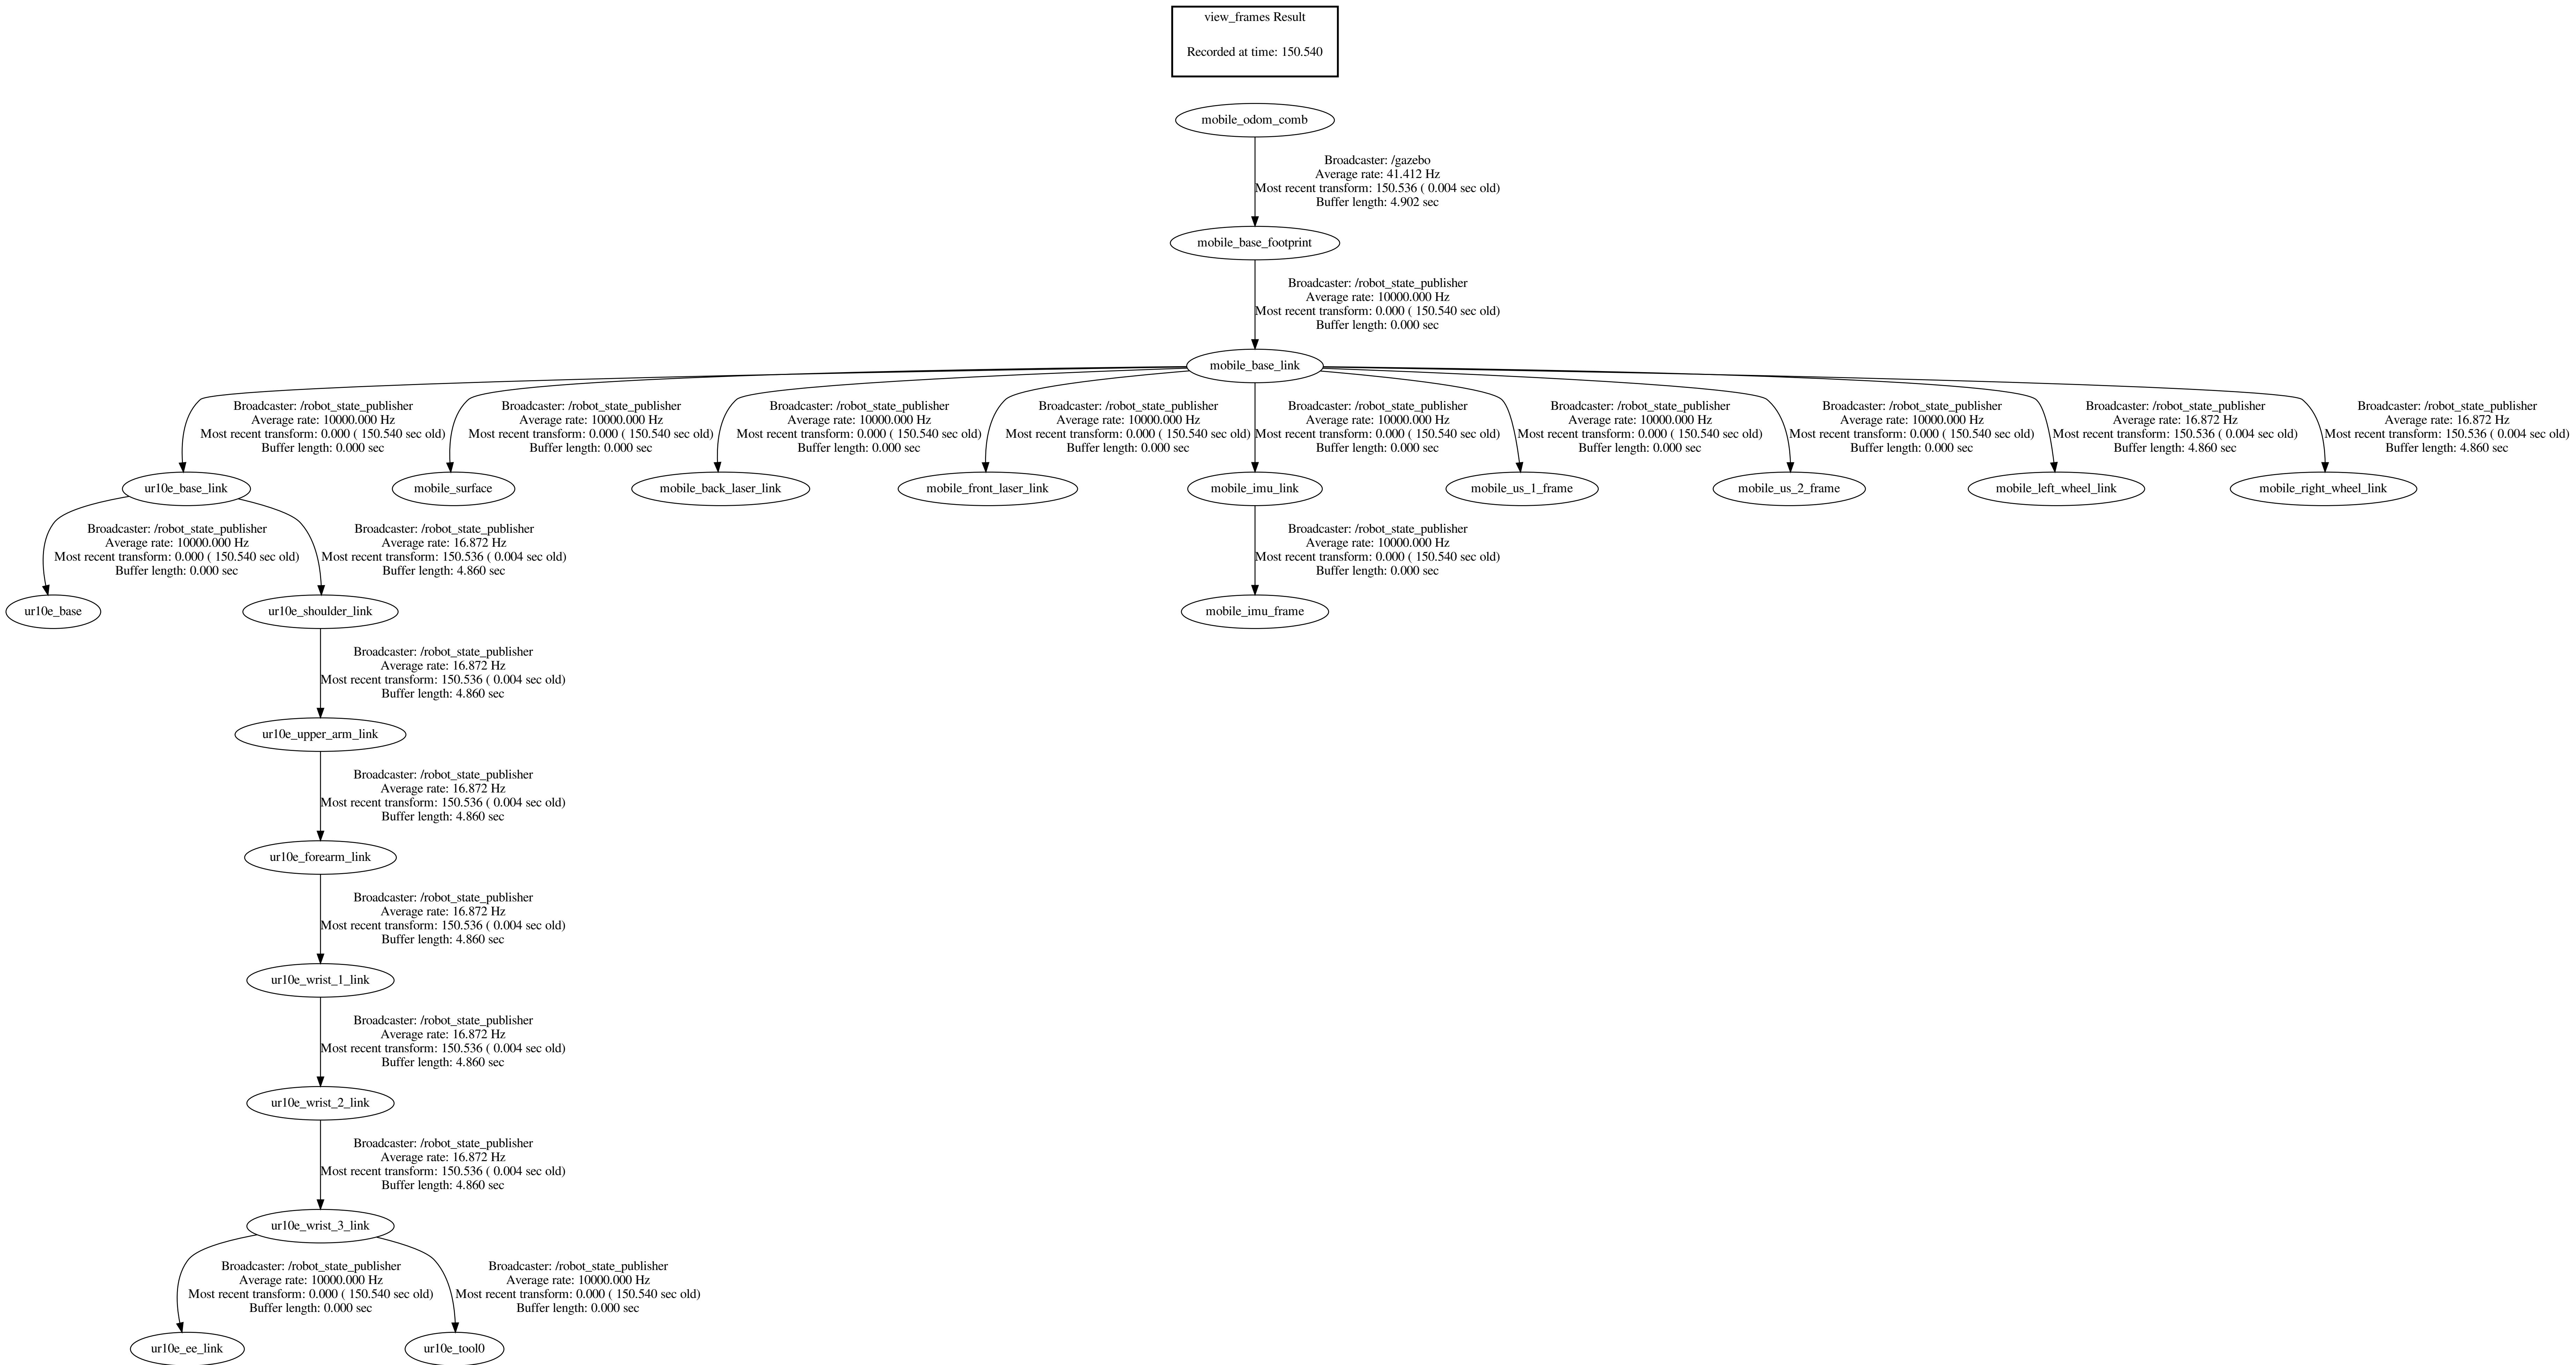 view_frames Result
Recorded at time: 150.540
mobile_odom_comb
Broadcaster: /gazebo
Average rate: 41.412 Hz
Most recent transform: 150.536 ( 0.004 sec old)
Buffer length: 4.902 sec
mobile_base_footprint
Broadcaster: /robot_state_publisher
Average rate: 10000.000 Hz
Most recent transform: 0.000 ( 150.540 sec old)
Buffer length: 0.000 sec
mobile_base_link
Broadcaster: /robot_state_publisher
Average rate: 10000.000 Hz
Most recent transform: 0.000 ( 150.540 sec old)
Buffer length: 0.000 sec
Broadcaster: /robot_state_publisher
Average rate: 10000.000 Hz
Most recent transform: 0.000 ( 150.540 sec old)
Buffer length: 0.000 sec
Broadcaster: /robot_state_publisher
Average rate: 10000.000 Hz
Most recent transform: 0.000 ( 150.540 sec old)
Buffer length: 0.000 sec
Broadcaster: /robot_state_publisher
Average rate: 10000.000 Hz
Most recent transform: 0.000 ( 150.540 sec old)
Buffer length: 0.000 sec
Broadcaster: /robot_state_publisher
Average rate: 10000.000 Hz
Most recent transform: 0.000 ( 150.540 sec old)
Buffer length: 0.000 sec
Broadcaster: /robot_state_publisher
Average rate: 10000.000 Hz
Most recent transform: 0.000 ( 150.540 sec old)
Buffer length: 0.000 sec
Broadcaster: /robot_state_publisher
Average rate: 10000.000 Hz
Most recent transform: 0.000 ( 150.540 sec old)
Buffer length: 0.000 sec
Broadcaster: /robot_state_publisher
Average rate: 16.872 Hz
Most recent transform: 150.536 ( 0.004 sec old)
Buffer length: 4.860 sec
Broadcaster: /robot_state_publisher
Average rate: 16.872 Hz
Most recent transform: 150.536 ( 0.004 sec old)
Buffer length: 4.860 sec
ur10e_base_link
mobile_surface
mobile_back_laser_link
mobile_front_laser_link
mobile_imu_link
mobile_us_1_frame
mobile_us_2_frame
mobile_left_wheel_link
mobile_right_wheel_link
Broadcaster: /robot_state_publisher
Average rate: 10000.000 Hz
Most recent transform: 0.000 ( 150.540 sec old)
Buffer length: 0.000 sec
Broadcaster: /robot_state_publisher
Average rate: 16.872 Hz
Most recent transform: 150.536 ( 0.004 sec old)
Buffer length: 4.860 sec
Broadcaster: /robot_state_publisher
Average rate: 10000.000 Hz
Most recent transform: 0.000 ( 150.540 sec old)
Buffer length: 0.000 sec
ur10e_base
ur10e_shoulder_link
mobile_imu_frame
Broadcaster: /robot_state_publisher
Average rate: 16.872 Hz
Most recent transform: 150.536 ( 0.004 sec old)
Buffer length: 4.860 sec
ur10e_upper_arm_link
Broadcaster: /robot_state_publisher
Average rate: 16.872 Hz
Most recent transform: 150.536 ( 0.004 sec old)
Buffer length: 4.860 sec
ur10e_forearm_link
Broadcaster: /robot_state_publisher
Average rate: 16.872 Hz
Most recent transform: 150.536 ( 0.004 sec old)
Buffer length: 4.860 sec
ur10e_wrist_1_link
Broadcaster: /robot_state_publisher
Average rate: 16.872 Hz
Most recent transform: 150.536 ( 0.004 sec old)
Buffer length: 4.860 sec
ur10e_wrist_2_link
Broadcaster: /robot_state_publisher
Average rate: 16.872 Hz
Most recent transform: 150.536 ( 0.004 sec old)
Buffer length: 4.860 sec
ur10e_wrist_3_link
Broadcaster: /robot_state_publisher
Average rate: 10000.000 Hz
Most recent transform: 0.000 ( 150.540 sec old)
Buffer length: 0.000 sec
Broadcaster: /robot_state_publisher
Average rate: 10000.000 Hz
Most recent transform: 0.000 ( 150.540 sec old)
Buffer length: 0.000 sec
ur10e_ee_link
ur10e_tool0